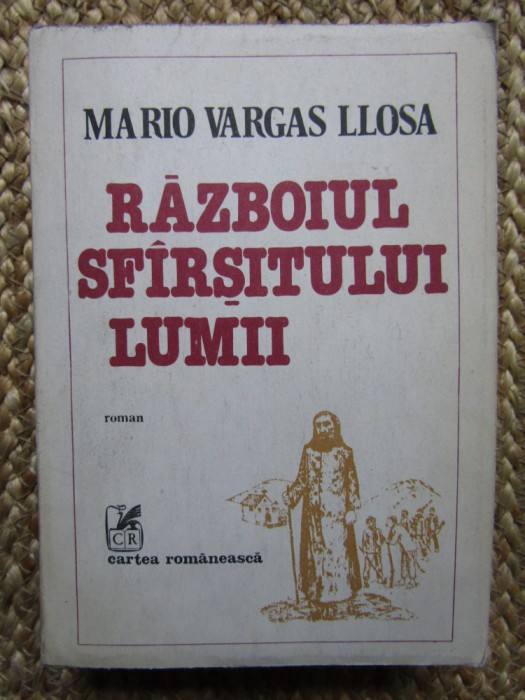 MARIO VARGAS LLOSA
RĂZBOIUL
SFÎRȘITULUI
LUMII
roman
CR
cartea românească